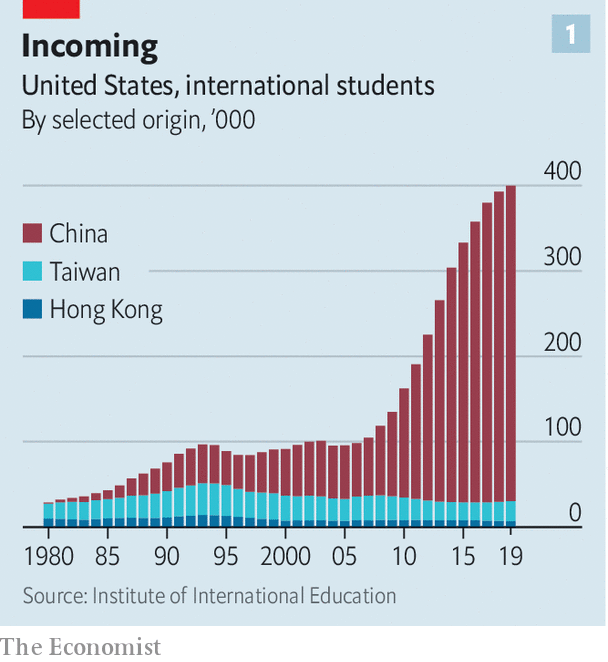 1
Incoming
United States, international students
By selected origin, ’000
400
China
300
Taiwan
Hong Kong
200
100
0
1980 85 90 95 2000 05 10 15 19
Source: Institute of International Education
The Economist